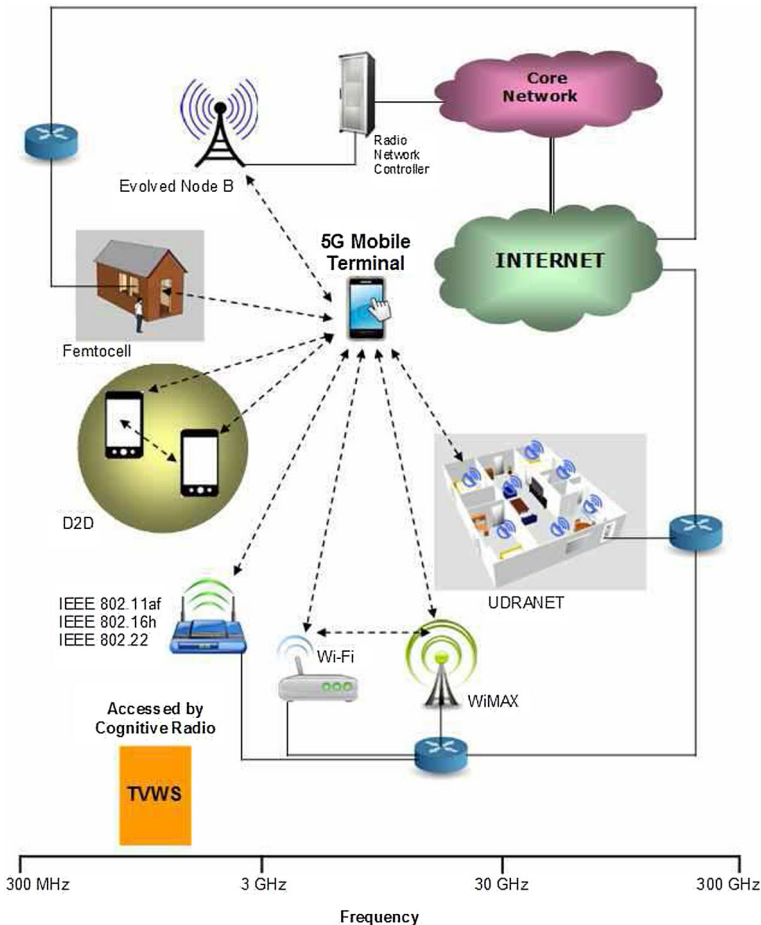 Core
Network
Radio
Network
Controller
Evolved Node B
5G Mobile
Terminal
INTERNET
Femtocell
D2D
UDRANET
IEEE 802.11af
IEEE 802.16h
IEEE 802.22
Wi-Fi
WiMAX
Accessed by
Cognitive Radio
TVWS
300 MHz
3 GHz
30 GHz
300 GHz
Frequency